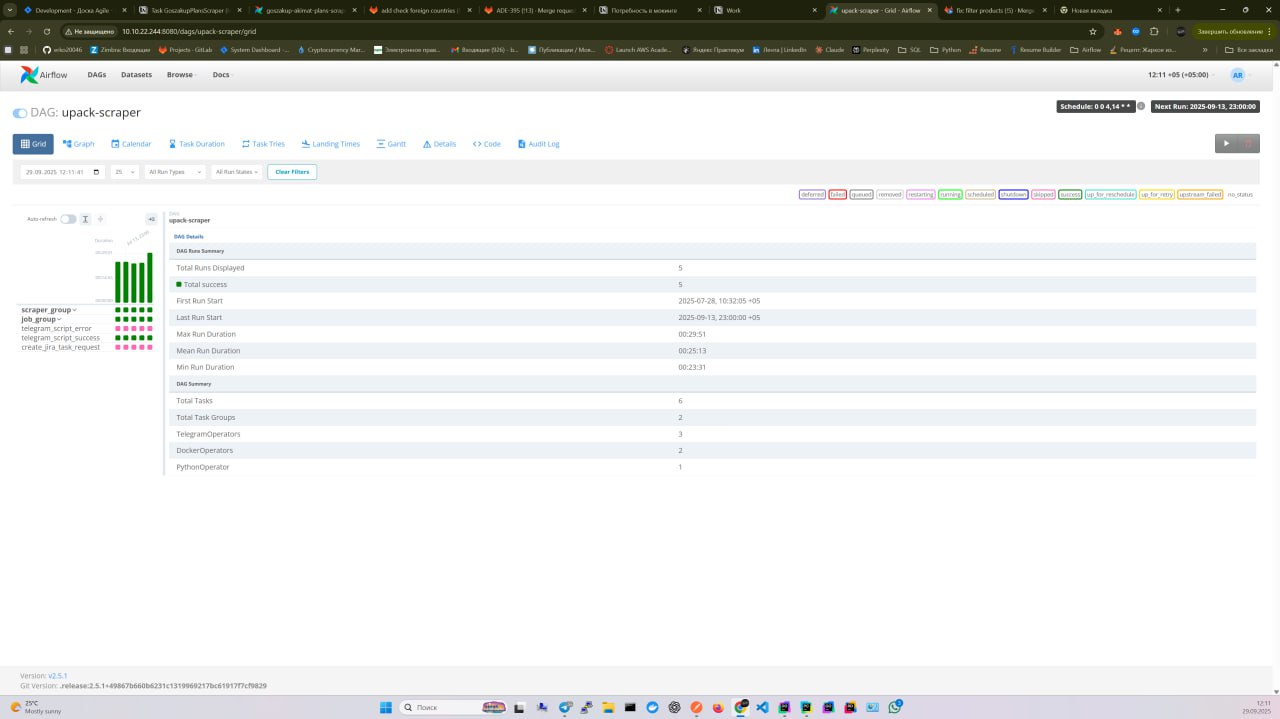 Development - Доска Agile
Task GoszakupPlansScraper (
goszakup-akimat-plans-scrap
add check foreign countries (
ADE-395 (!13) · Merge reque
Потребность в мокинге
Work
upack-scraper - Grid - Airflow
fix: filter products (5) · Merg
Новая вкладка
Не защищено
10.10.22.244:8080/dags/upack-scraper/grid
Завершить обновление
wiko20046
Zimbra: Входящии
Projects · GitLab
System Dashboard -...
Cryptocurrency Mar...
Электронное прав...
Входящии (926) - b...
Публикации / Мои...
Launch AWS Acade...
Яндекс Практикум
Лента | LinkedIn
Claude
Perplexity
SQL
Python
Resume
Resume Builder
Airflow
Рецепт: Жаркое из...
Все закладки
Airflow
DAGs
Datasets
Browse
Docs
12:11 +05 (+05:00)
AR
DAG: upack-scraper
Schedule: 0 0 4,14 * *
Next Run: 2025-09-13, 23:00:00
Grid
Graph
Calendar
Task Duration
Task Tries
Landing Times
Gantt
Details
Code
Audit Log
29.09.2025 12:11:41
25
All Run Types
All Run States
Clear Filters
deferred
failed
queued
removed
restarting
running
scheduled
shutdown
skipped
success
up_for_reschedule
up_for_retry
upstream_failed
no_status
Auto-refresh
Duration
DAG
upack-scraper
DAG Details
DAG Runs Summary
Total Runs Displayed 5
Total success 5
First Run Start 2025-07-28, 10:32:05 +05
Last Run Start 2025-09-13, 23:00:00 +05
Max Run Duration 00:29:51
Mean Run Duration 00:25:13
Min Run Duration 00:23:31
DAG Summary
Total Tasks 6
Total Task Groups 2
TelegramOperators 3
DockerOperators 2
PythonOperator 1
scraper_group
job_group
telegram_script_error
telegram_script_success
create_jira_task_request
Version: v2.5.1
Git Version: .release:2.5.1+49867b660b6231c1319969217bc61917f7cf9829
25°C
Mostly sunny
Поиск
12:11
29.09.2025